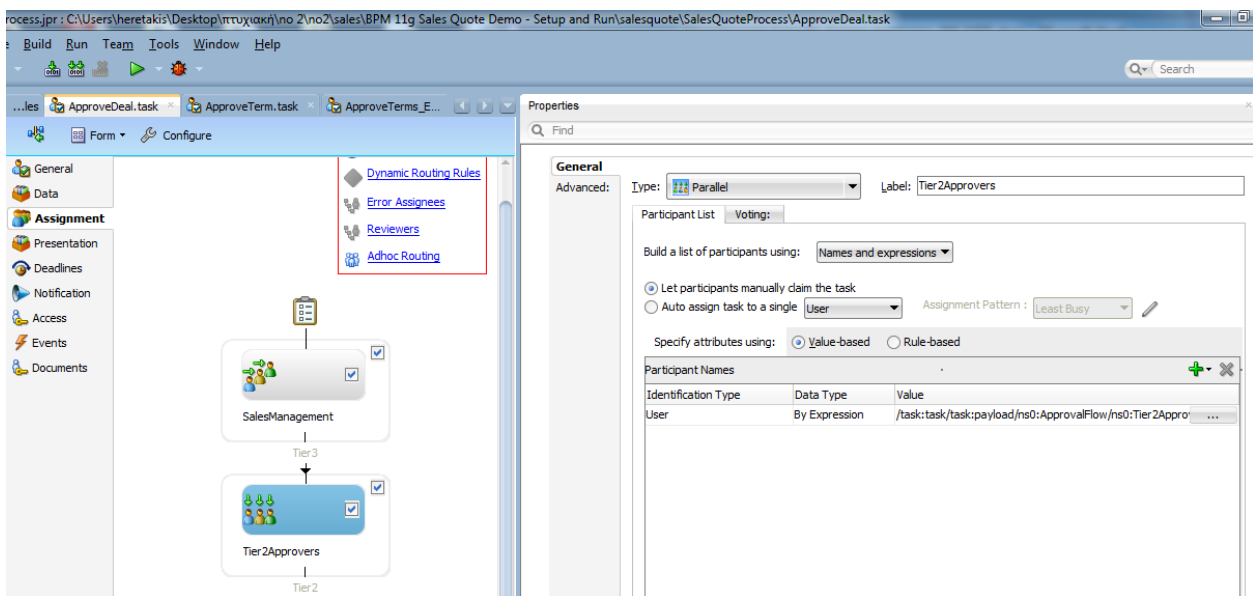 rocess.jpr : C:\Users\heretakis\Desktop\πτυχιακή\no 2\no2\sales\BPM 11g Sales Quote Demo - Setup and Run\salesquote\SalesQuoteProcess\ApproveDeal.task
Build Run Team Tools Window Help
Search
...les ApproveDeal.task ApproveTerm.task ApproveTerms_E...
Form Configure
General
Data
Assignment
Presentation
Deadlines
Notification
Access
Events
Documents
Dynamic Routing Rules
Error Assignees
Reviewers
Adhoc Routing
SalesManagement
Tier3
Tier2Approvers
Tier2
Properties
Find
General
Advanced:
Type: Parallel Label: Tier2Approvers
Participant List Voting:
Build a list of participants using: Names and expressions
Let participants manually claim the task
Auto assign task to a single User Assignment Pattern : Least Busy
Specify attributes using: Value-based Rule-based
Participant Names
Identification Type Data Type Value
User By Expression /task:task/task:payload/ns0:ApprovalFlow/ns0:Tier2Appro ...